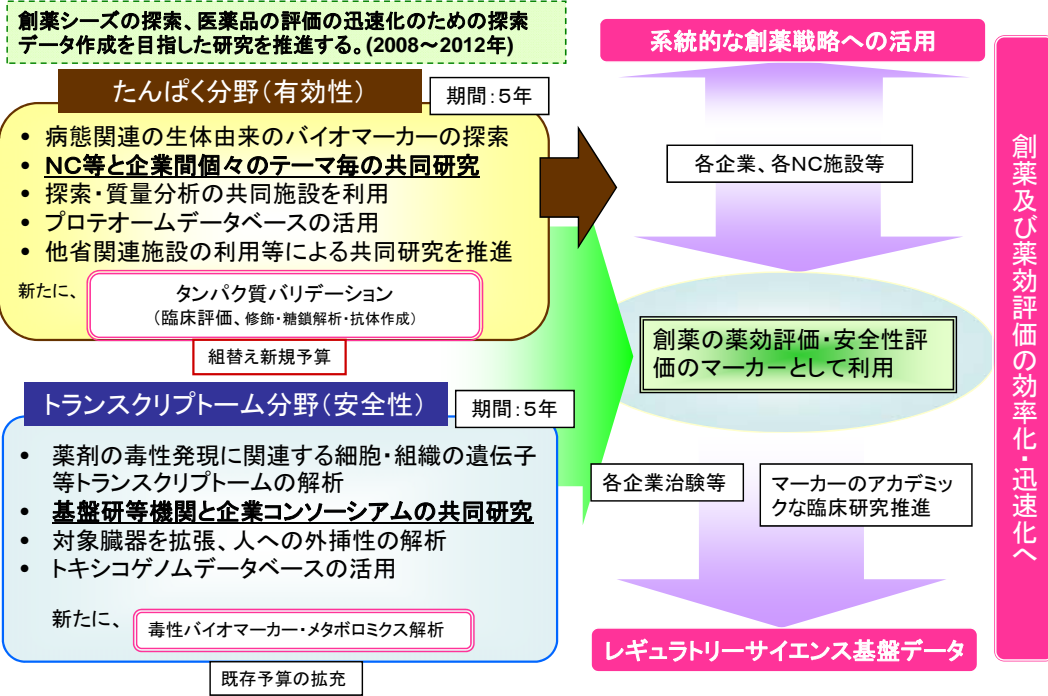 創薬シーズの探索、医薬品の評価の迅速化のための探索
データ作成を目指した研究を推進する。(2008～2012年)
たんぱく分野(有効性)
期間:5年
• 病態関連の生体由来のバイオマーカーの探索
• NC等と企業間個々のテーマ毎の共同研究
• 探索・質量分析の共同施設を利用
• プロテオームデータベースの活用
• 他省関連施設の利用等による共同研究を推進
新たに、
タンパク質バリデーション
(臨床評価、修飾・糖鎖解析・抗体作成)
組替え新規予算
トランスクリプトーム分野(安全性)
期間:5年
• 薬剤の毒性発現に関連する細胞・組織の遺伝子
等トランスクリプトームの解析
• 基盤研等機関と企業コンソーシアムの共同研究
• 対象臓器を拡張、人への外挿性の解析
• トキシコゲノムデータベースの活用
新たに、
毒性バイオマーカー・メタボロミクス解析
既存予算の拡充
系統的な創薬戦略への活用
各企業、各NC施設等
創薬の薬効評価・安全性評
価のマーカーとして利用
各企業治験等
マーカーのアカデミッ
クな臨床研究推進
レギュラトリーサイエンス基盤データ
創薬及び薬効評価の効率化・迅速化へ